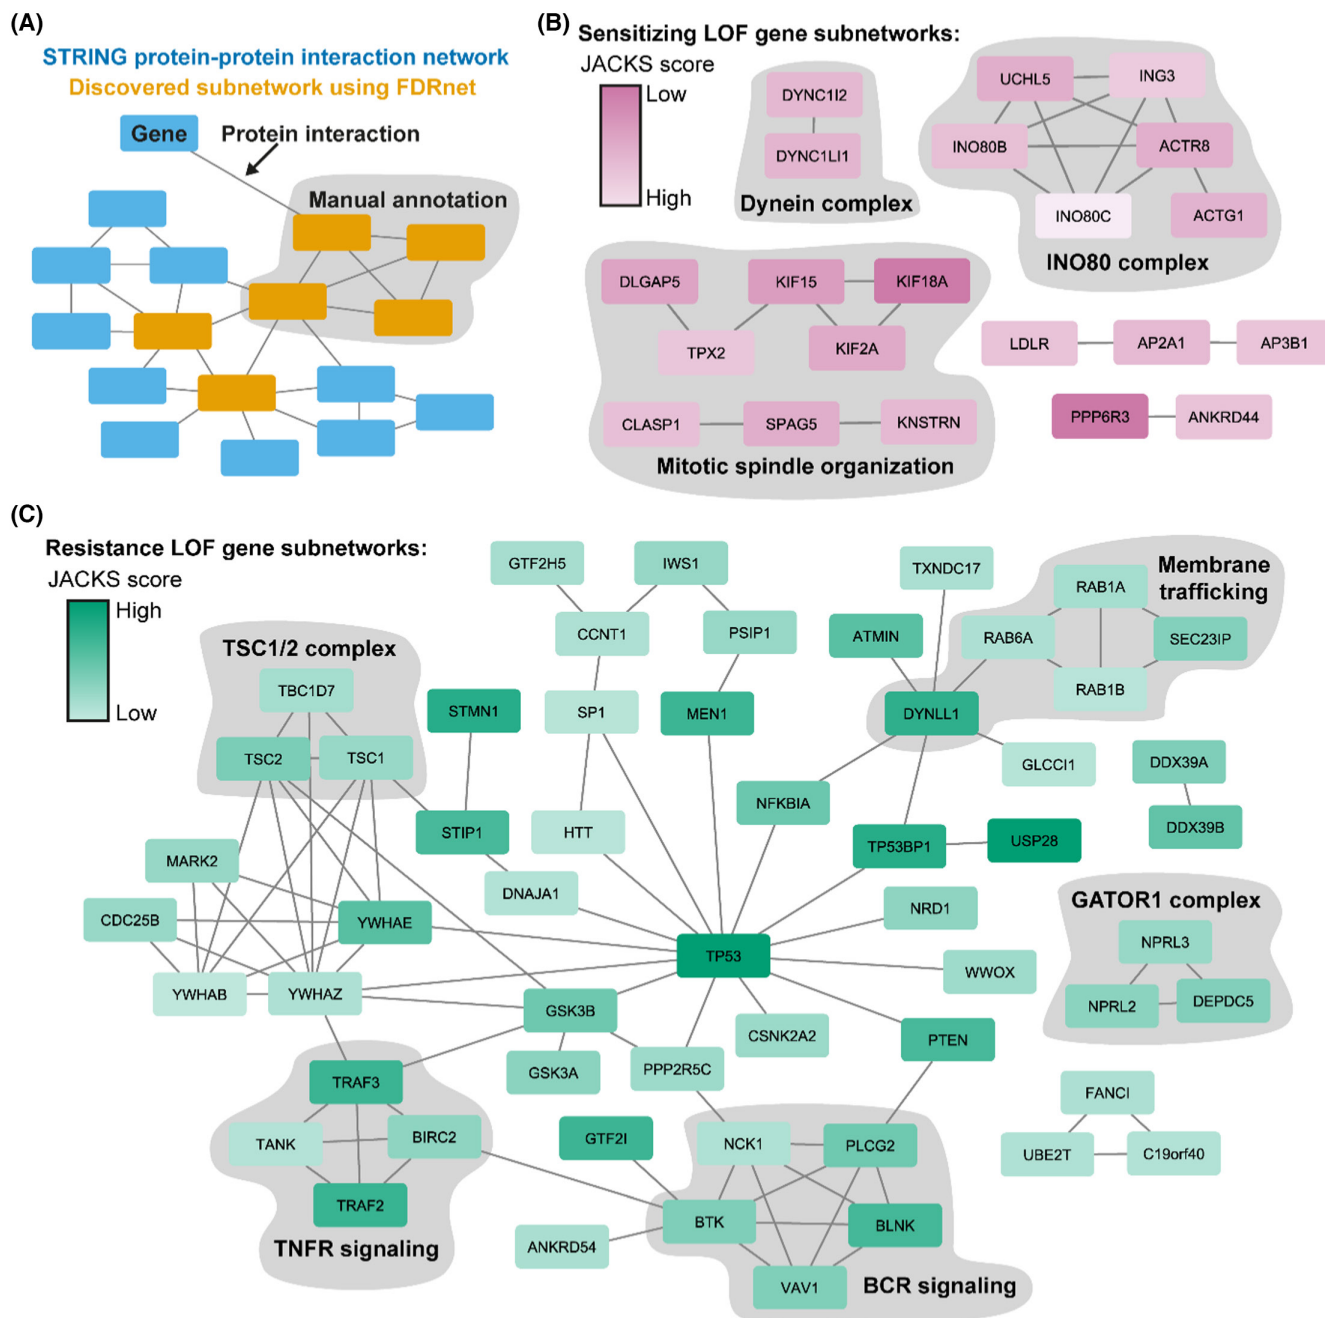 (A)
STRING protein-protein interaction network
Discovered subnetwork using FDRnet
Gene
Protein interaction
Manual annotation
(B)
Sensitizing LOF gene subnetworks:
JACKS score
Low
High
DYNC1I2
DYNC1LI1
Dynein complex
UCHL5
ING3
INO80B
ACTR8
INO80C
ACTG1
INO80 complex
DLGAP5
KIF15
KIF18A
TPX2
KIF2A
CLASP1
SPAG5
KNSTRN
Mitotic spindle organization
LDLR
AP2A1
AP3B1
PPP6R3
ANKRD44
(C)
Resistance LOF gene subnetworks:
JACKS score
High
Low
TSC1/2 complex
TBC1D7
TSC2
TSC1
STMN1
STIP1
GTF2H5
IWS1
CCNT1
PSIP1
SP1
MEN1
HTT
DNAJA1
TXNDC17
ATMIN
Membrane
trafficking
RAB1A
RAB6A
SEC23IP
RAB1B
DYNLL1
GLCCI1
NFKBIA
TP53BP1
USP28
DDX39A
DDX39B
MARK2
CDC25B
YWHAE
YWHAB
YWHAZ
TP53
NRD1
WWOX
GATOR1 complex
NPRL3
NPRL2
DEPDC5
GSK3B
GSK3A
PPP2R5C
CSNK2A2
PTEN
TRAF3
TANK
BIRC2
TRAF2
TNFR signaling
GTF2I
ANKRD54
NCK1
PLCG2
BTK
BLNK
VAV1
BCR signaling
FANCI
UBE2T
C19orf40